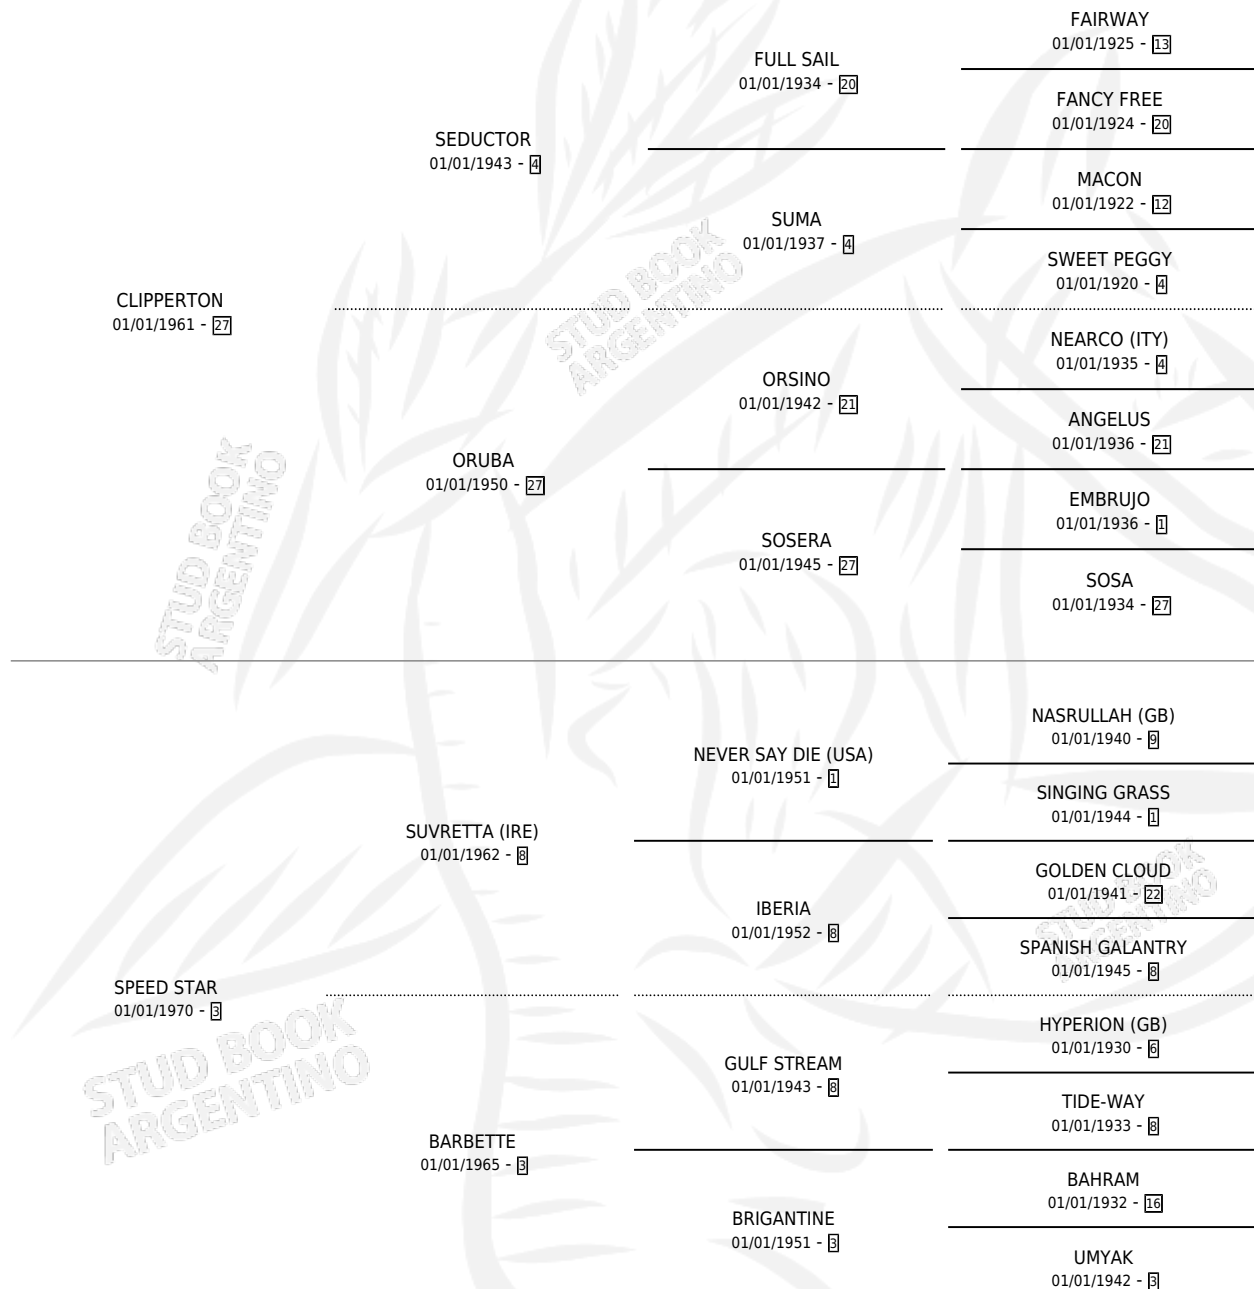 FAIRWAY
01/01/1925 - 13
FULL SAIL
01/01/1934 - 20
FANCY FREE
01/01/1924 - 20
SEDUCTOR
01/01/1943 - 4
MACON
01/01/1922 - 12
SUMA
01/01/1937 - 4
SWEET PEGGY
01/01/1920 - 4
CLIPPERTON
01/01/1961 - 27
NEARCO (ITY)
01/01/1935 - 4
ORSINO
01/01/1942 - 21
ANGELUS
01/01/1936 - 21
ORUBA
01/01/1950 - 27
EMBRUJO
01/01/1936 - 1
SOSERA
01/01/1945 - 27
SOSA
01/01/1934 - 27
NASRULLAH (GB)
01/01/1940 - 9
NEVER SAY DIE (USA)
01/01/1951 - 1
SINGING GRASS
01/01/1944 - 1
SUVRETTA (IRE)
01/01/1962 - 8
GOLDEN CLOUD
01/01/1941 - 22
IBERIA
01/01/1952 - 8
SPANISH GALANTRY
01/01/1945 - 8
SPEED STAR
01/01/1970 - 3
HYPERION (GB)
01/01/1930 - 6
GULF STREAM
01/01/1943 - 8
TIDE-WAY
01/01/1933 - 8
BARBETTE
01/01/1965 - 3
BAHRAM
01/01/1932 - 16
BRIGANTINE
01/01/1951 - 3
UMYAK
01/01/1942 - 3
STUD BOOK
ARGENTINO
STUD BOOK
ARGENTINO
STUD BOOK
ARGENTINO
STUD BOOK
ARGENTINO